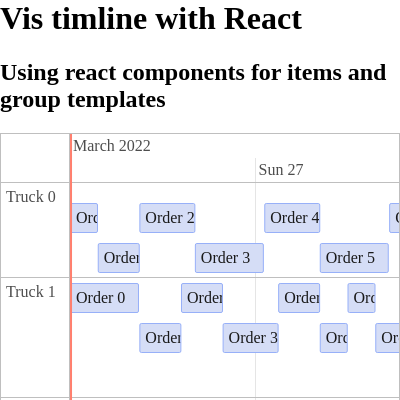 Vis timline with React
Using react components for items and
group templates
March 2022
Sun 27
Truck 0
Ord
Order 2
Order 4
Order
Order 3
Order 5
Truck 1
Order 0
Order
Order
Ord
Order
Order 3
Ord
Or